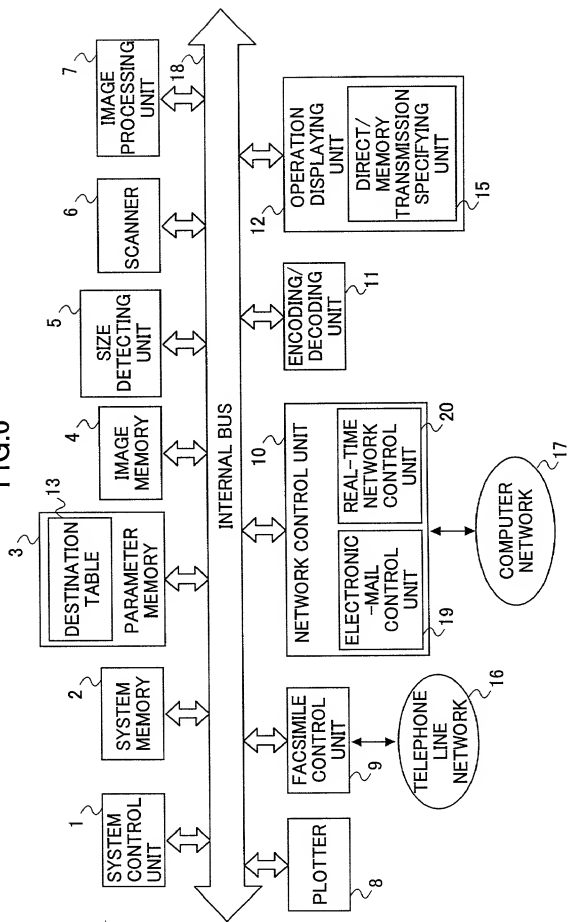 1
SYSTEM
CONTROL
UNIT
2
SYSTEM
MEMORY
3
13
DESTINATION
TABLE
PARAMETER
MEMORY
4
IMAGE
MEMORY
5
SIZE
DETECTING
UNIT
6
SCANNER
7
IMAGE
PROCESSING
UNIT
18
INTERNAL BUS
PLOTTER
8
FACSIMILE
CONTROL
UNIT
9
TELEPHONE
LINE
NETWORK
16
10
NETWORK CONTROL UNIT
ELECTRONIC
-MAIL
CONTROL
UNIT
19
REAL-TIME
NETWORK
CONTROL
UNIT
20
COMPUTER
NETWORK
17
ENCODING/
DECODING
UNIT
11
12
OPERATION
DISPLAYING
UNIT
DIRECT/
MEMORY
TRANSMISSION
SPECIFYING
UNIT
15